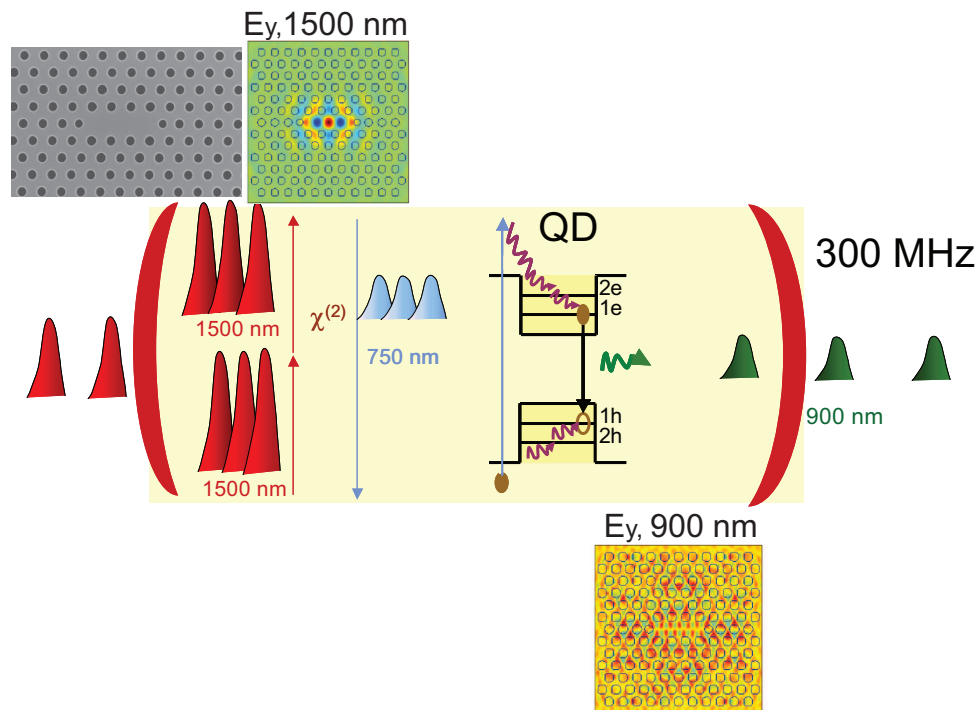 Ey,1500 nm
QD
300 MHz
2e
1e
1500 nm
χ(2)
750 nm
1h
2h
900 nm
1500 nm
Ey, 900 nm